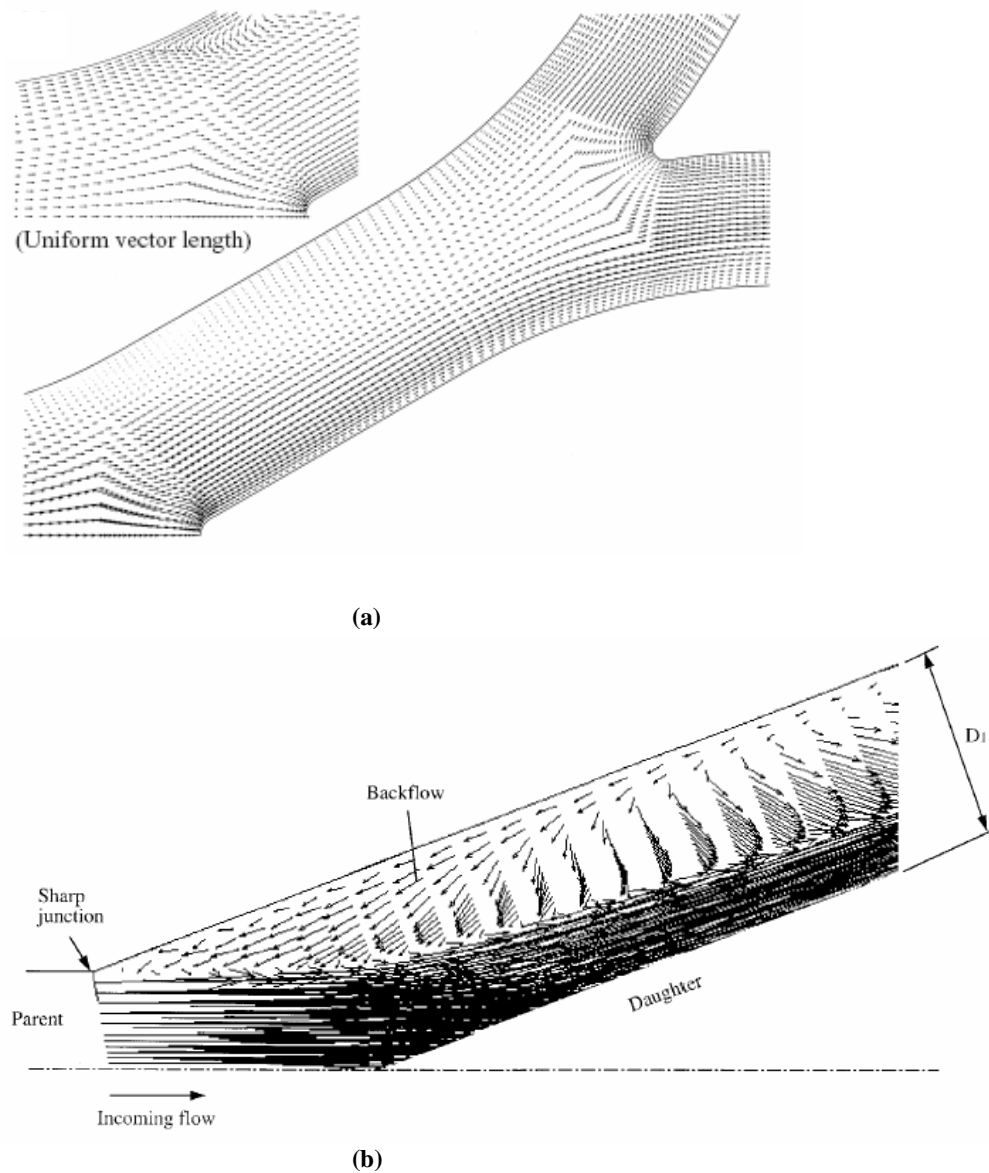 (Uniform vector length)
(a)
D1
Backflow
Sharp
junction
Parent
Daughter
Incoming flow
(b)